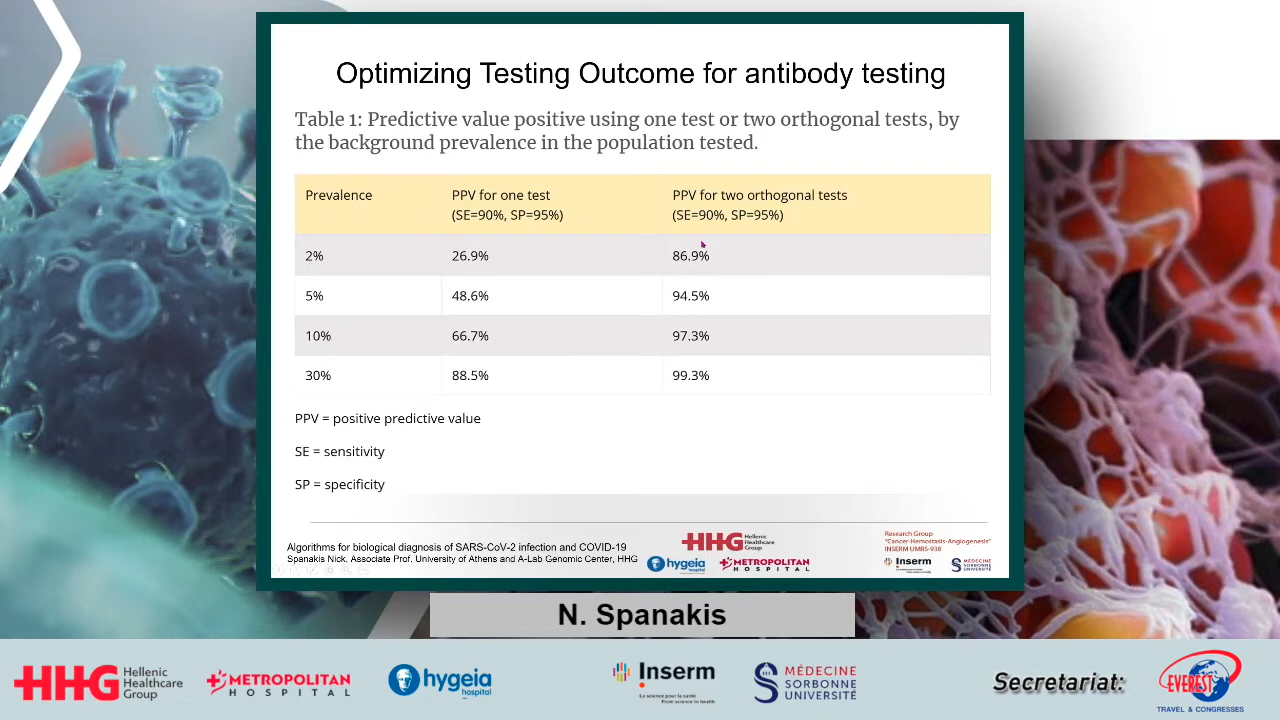 Optimizing Testing Outcome for antibody testing
Table 1: Predictive value positive using one test or two orthogonal tests, by
the background prevalence in the population tested.
Prevalence PPV for one test PPV for two orthogonal tests
(SE=90%, SP=95%) (SE=90%, SP=95%)
2% 26.9% 86.9%
5% 48.6% 94.5%
10% 66.7% 97.3%
30% 88.5% 99.3%
PPV = positive predictive value
SE = sensitivity
SP = specificity
Algorithms for biological diagnosis of SARS-CoV-2 infection and COVID-19
Spanakis Nick, Associate Prof. University of Athens and A-Lab Genomic Center, HHG
HHG Hellenic
Healthcare
Group
hygeia
hospital
METROPOLITAN
HOSPITAL
Research Group
"Cancer-Hemostasis-Angiogenesis"
INSERM UMRS-938
Inserm
MÉDECINE
SORBONNE
UNIVERSITÉ
N. Spanakis
HHG Hellenic
Healthcare
Group
METROPOLITAN
HOSPITAL
hygeia
hospital
Inserm
La science pour la santé
From science to health
MÉDECINE
SORBONNE
UNIVERSITÉ
Secretariat:
EVEREST
TRAVEL & CONGRESSES